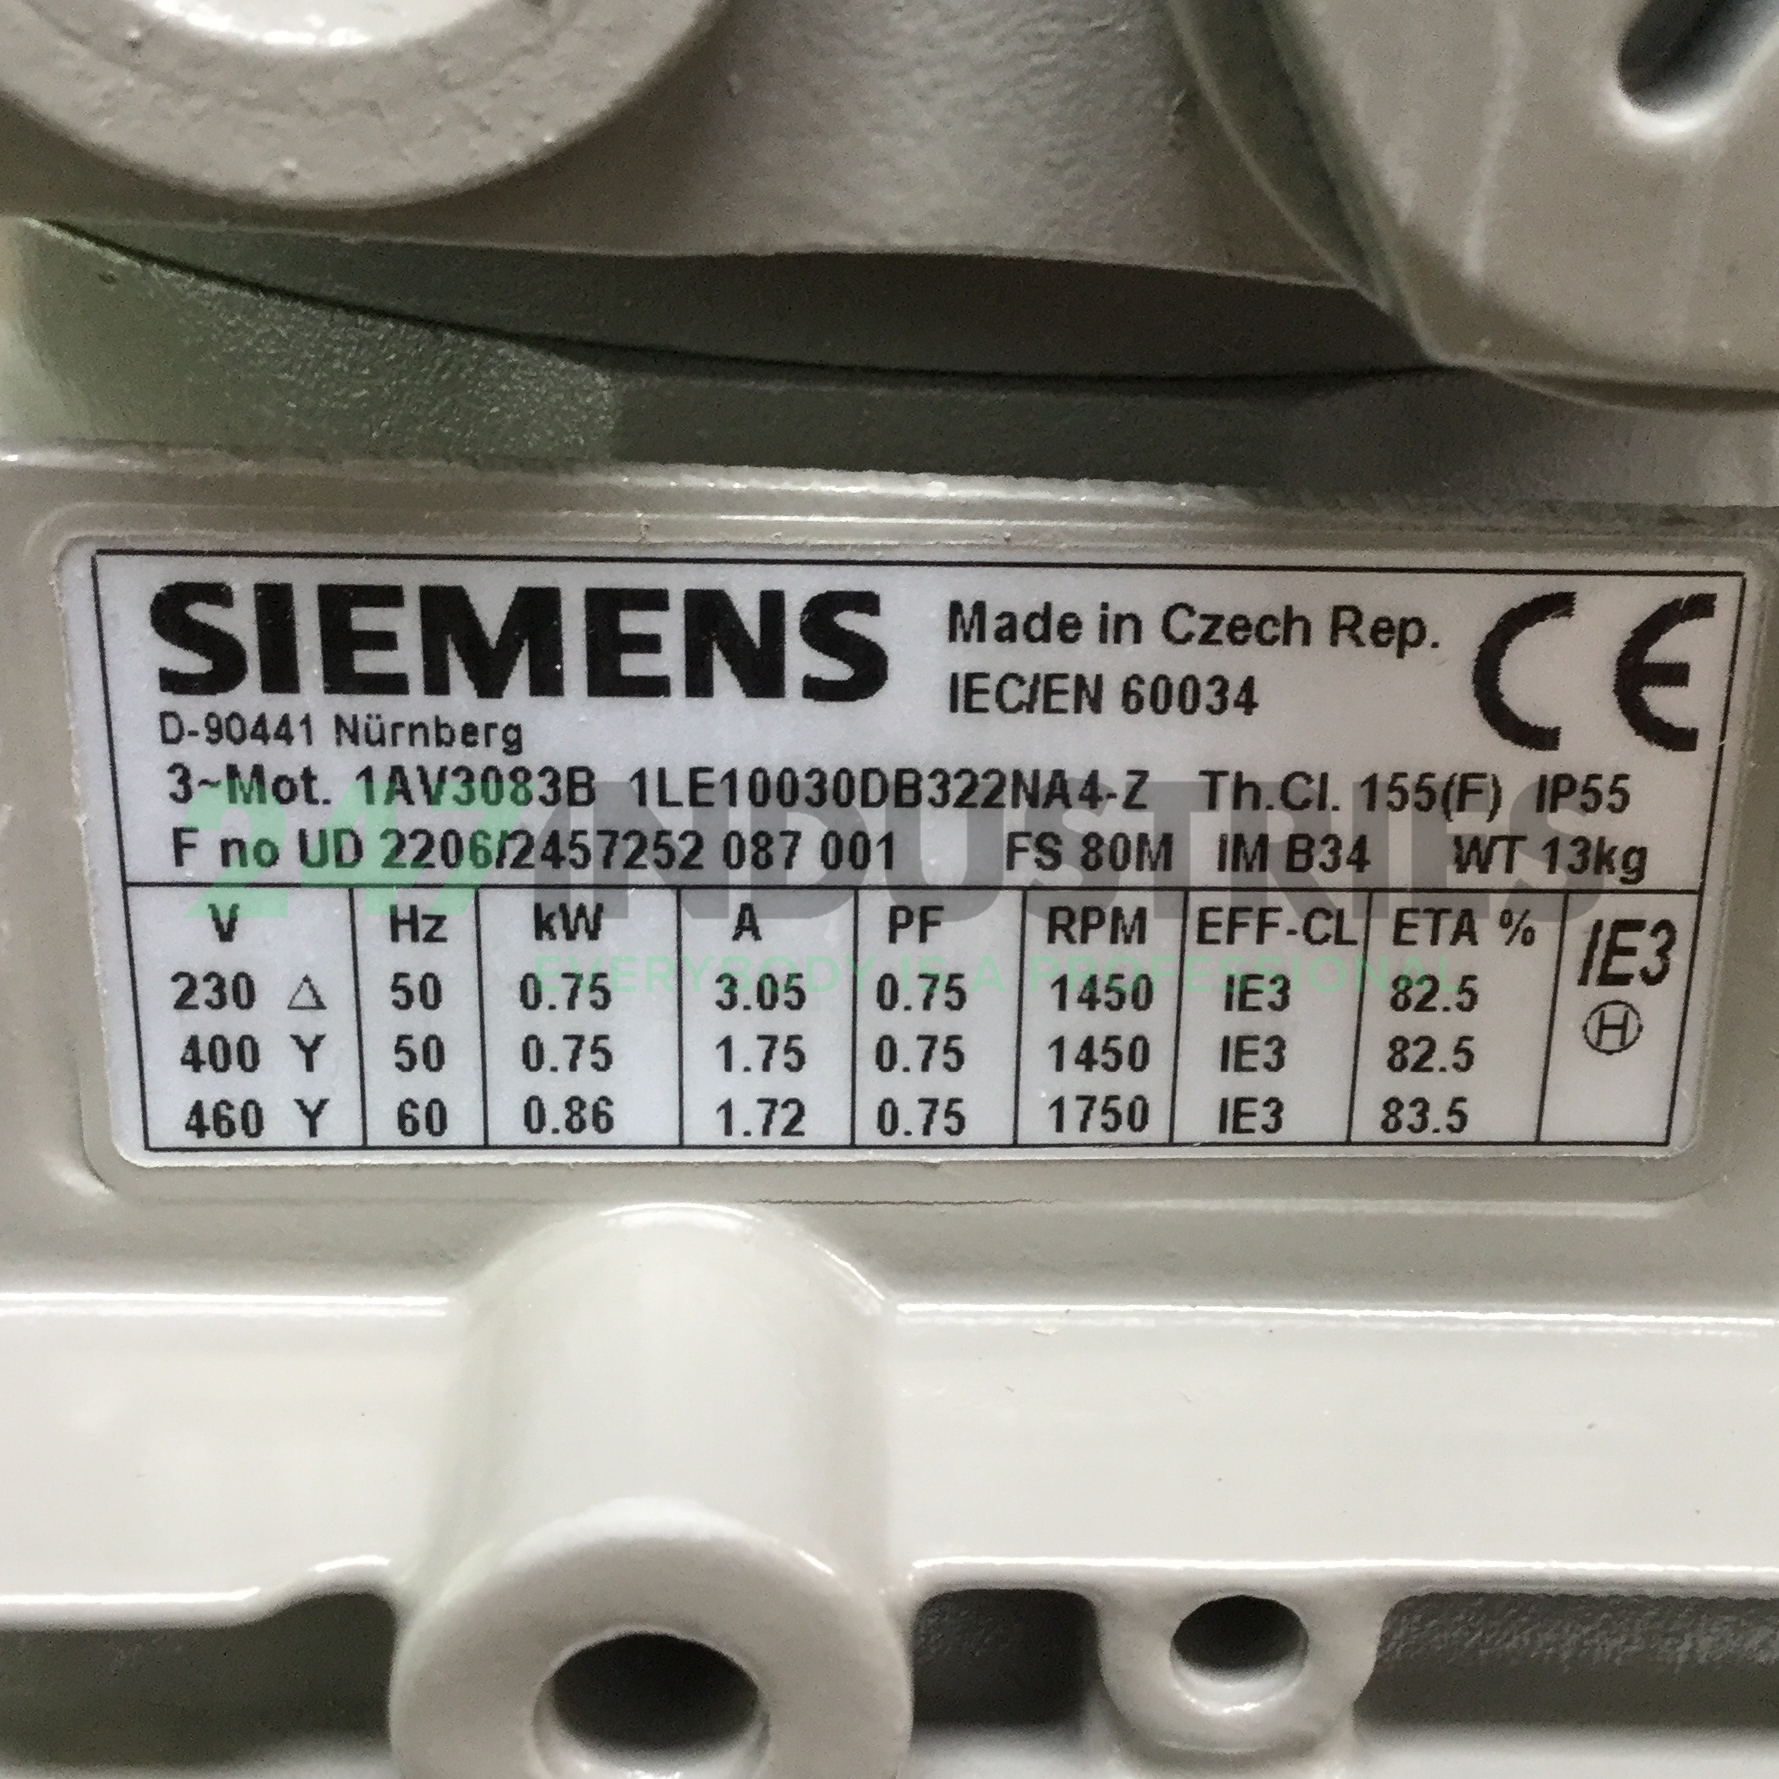 SIEMENS
D-90441 Nürnberg
Made in Czech Rep.
IEC/EN 60034
CE
3~Mot. 1AV3083B 1LE10030DB322NA4-Z Th.Cl. 155(F) IP55
F no UD 2206/2457252 087 001 FS 80M IM B34 WT 13kg
247INDUSTRIES
EVERYBODY IS A PROFESSIONAL
V Hz kW A PF RPM EFF-CL ETA % IE3
230 Δ 50 0.75 3.05 0.75 1450 IE3 82.5
H
400 Y 50 0.75 1.75 0.75 1450 IE3 82.5
460 Y 60 0.86 1.72 0.75 1750 IE3 83.5